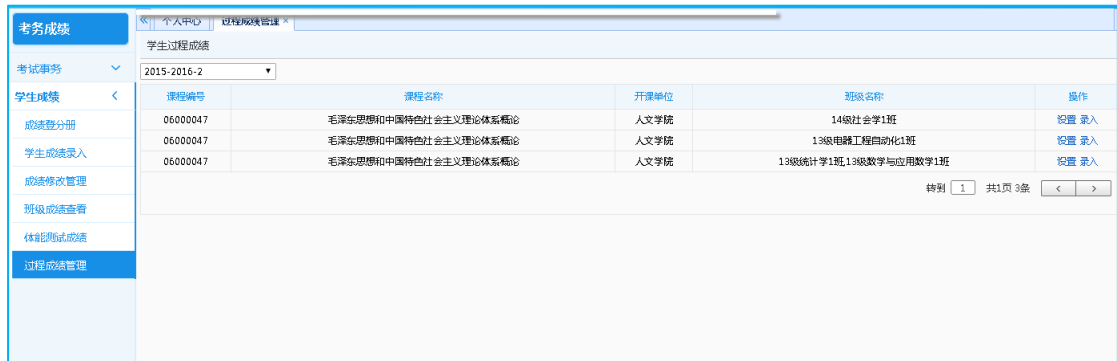 考务成绩
« 个人中心 过程成绩管理 ×
学生过程成绩
考试事务
2015-2016-2
学生成绩
课程编号 课程名称 开课单位 班级名称 操作
06000047 毛泽东思想和中国特色社会主义理论体系概论 人文学院 14级社会学1班 设置 录入
06000047 毛泽东思想和中国特色社会主义理论体系概论 人文学院 13级电器工程自动化1班 设置 录入
06000047 毛泽东思想和中国特色社会主义理论体系概论 人文学院 13级统计学1班,13级数学与应用数学1班 设置 录入
转到 1 共1页 3条 < >
成绩登分册
学生成绩录入
成绩修改管理
班级成绩查看
体能测试成绩
过程成绩管理